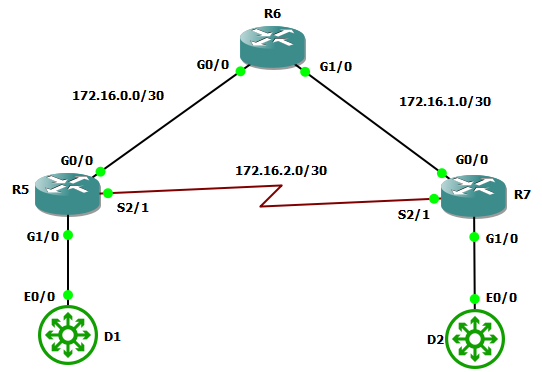 R6
G0/0
G1/0
172.16.0.0/30
172.16.1.0/30
G0/0
172.16.2.0/30
G0/0
R5
R7
S2/1
S2/1
G1/0
G1/0
E0/0
E0/0
D1
D2